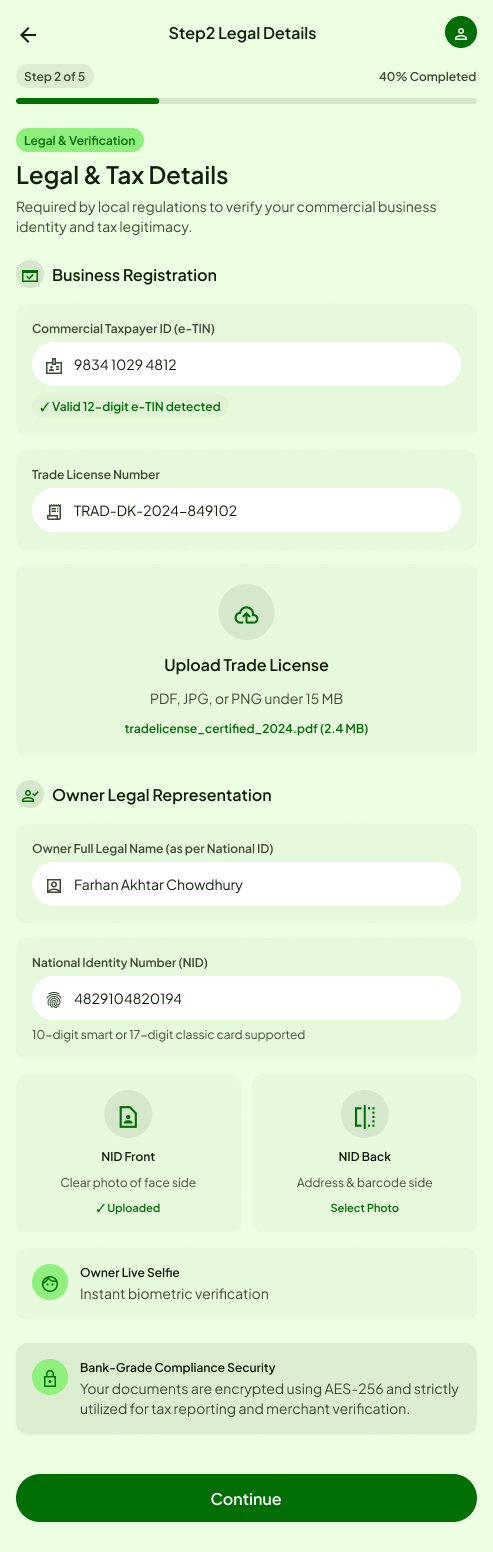 Step2 Legal Details
Step 2 of 5
40% Completed
Legal & Verification
Legal & Tax Details
Required by local regulations to verify your commercial business
identity and tax legitimacy.
Business Registration
Commercial Taxpayer ID (e-TIN)
9834 1029 4812
✓ Valid 12-digit e-TIN detected
Trade License Number
TRAD-DK-2024-849102
Upload Trade License
PDF, JPG, or PNG under 15 MB
tradelicense_certified_2024.pdf (2.4 MB)
Owner Legal Representation
Owner Full Legal Name (as per National ID)
Farhan Akhtar Chowdhury
National Identity Number (NID)
4829104820194
10-digit smart or 17-digit classic card supported
NID Front
Clear photo of face side
✓ Uploaded
NID Back
Address & barcode side
Select Photo
Owner Live Selfie
Instant biometric verification
Bank-Grade Compliance Security
Your documents are encrypted using AES-256 and strictly
utilized for tax reporting and merchant verification.
Continue